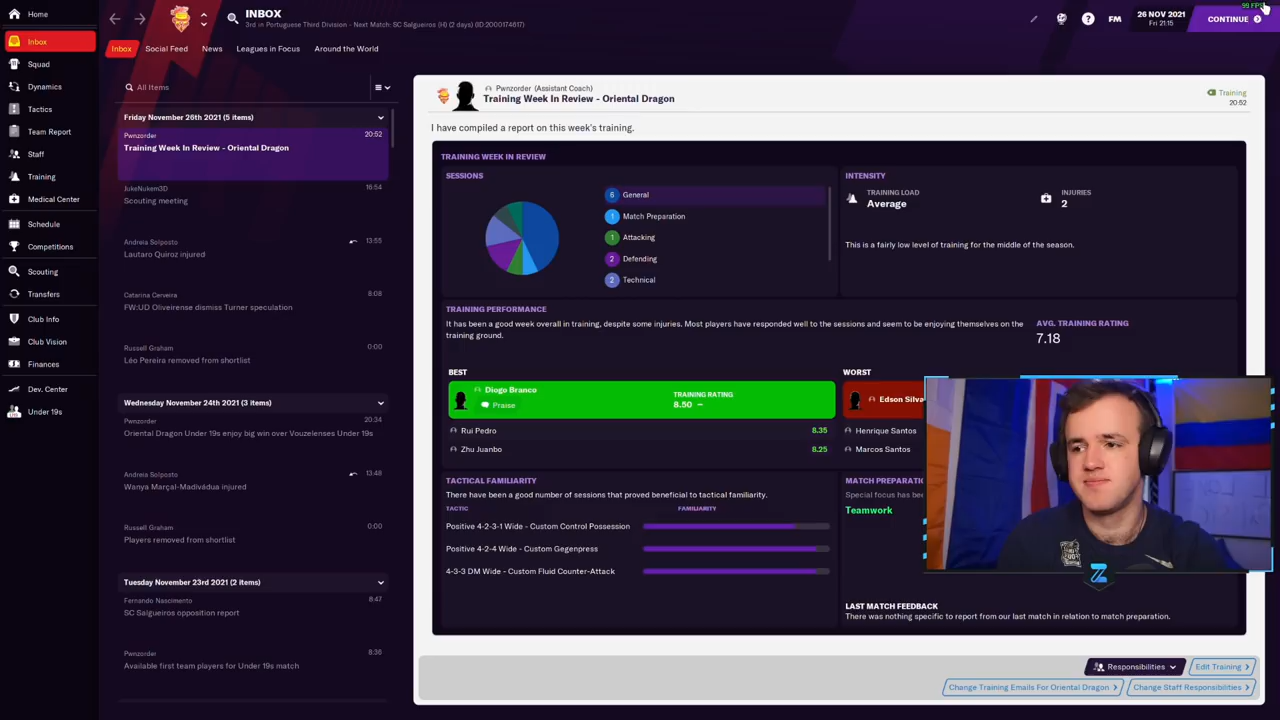 99 FPS
Home
INBOX
3rd in Portuguese Third Division - Next Match: SC Salgueiros (H) (2 days) (ID:2000174617)
FM
26 NOV 2021
Fri 21:15
CONTINUE
Inbox
Squad
Dynamics
Tactics
Team Report
Staff
Training
Medical Center
Schedule
Competitions
Scouting
Transfers
Club Info
Club Vision
Finances
Dev. Center
Under 19s
Inbox
Social Feed
News
Leagues in Focus
Around the World
All Items
Friday November 26th 2021 (5 items)
Pwnzorder
20:52
Training Week In Review - Oriental Dragon
JukeNukem3D
16:54
Scouting meeting
Andreia Solposto
13:55
Lautaro Quiroz injured
Catarina Cerveira
8:08
FW:UD Oliveirense dismiss Turner speculation
Russell Graham
0:00
Léo Pereira removed from shortlist
Wednesday November 24th 2021 (3 items)
Pwnzorder
20:34
Oriental Dragon Under 19s enjoy big win over Vouzelenses Under 19s
Andreia Solposto
13:48
Wanya Marçal-Madivádua injured
Russell Graham
0:00
Players removed from shortlist
Tuesday November 23rd 2021 (2 items)
Fernando Nascimento
8:47
SC Salgueiros opposition report
Pwnzorder
8:36
Available first team players for Under 19s match
Pwnzorder (Assistant Coach)
Training Week In Review - Oriental Dragon
Training
20:52
I have compiled a report on this week's training.
TRAINING WEEK IN REVIEW
SESSIONS
6 General
1 Match Preparation
1 Attacking
2 Defending
2 Technical
INTENSITY
TRAINING LOAD
Average
INJURIES
2
This is a fairly low level of training for the middle of the season.
TRAINING PERFORMANCE
It has been a good week overall in training, despite some injuries. Most players have responded well to the sessions and seem to be enjoying themselves on the
training ground.
AVG. TRAINING RATING
7.18
BEST
Diogo Branco
Praise
TRAINING RATING
8.50 –
Rui Pedro
8.35
Zhu Juanbo
8.25
WORST
Edson Silva
Henrique Santos
Marcos Santos
TACTICAL FAMILIARITY
There have been a good number of sessions that proved beneficial to tactical familiarity.
TACTIC
FAMILIARITY
Positive 4-2-3-1 Wide - Custom Control Possession
Positive 4-2-4 Wide - Custom Gegenpress
4-3-3 DM Wide - Custom Fluid Counter-Attack
MATCH PREPARATI
Special focus has bee
Teamwork
LAST MATCH FEEDBACK
There was nothing specific to report from our last match in relation to match preparation.
Responsibilities
Edit Training
Change Training Emails For Oriental Dragon
Change Staff Responsibilities